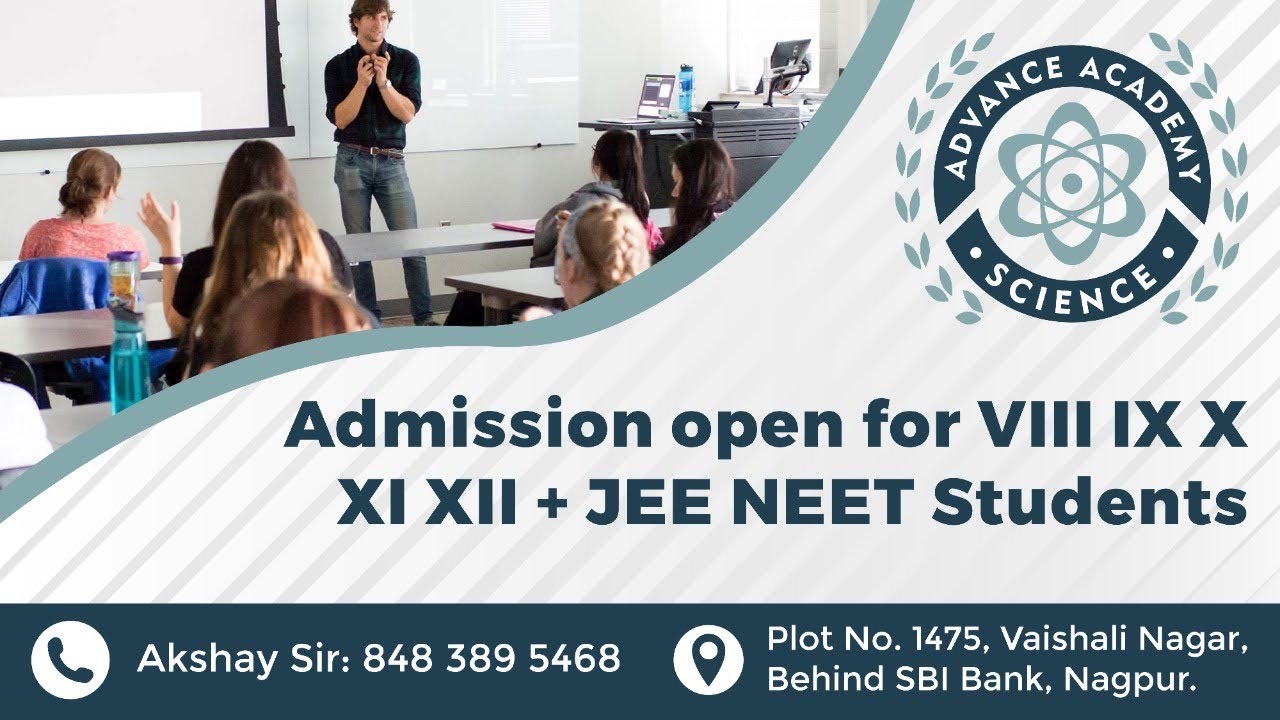 ADVANCE ACADEMY
• SCIENCE •
Admission open for VIII IX X
XI XII + JEE NEET Students
Akshay Sir: 848 389 5468
Plot No. 1475, Vaishali Nagar,
Behind SBI Bank, Nagpur.